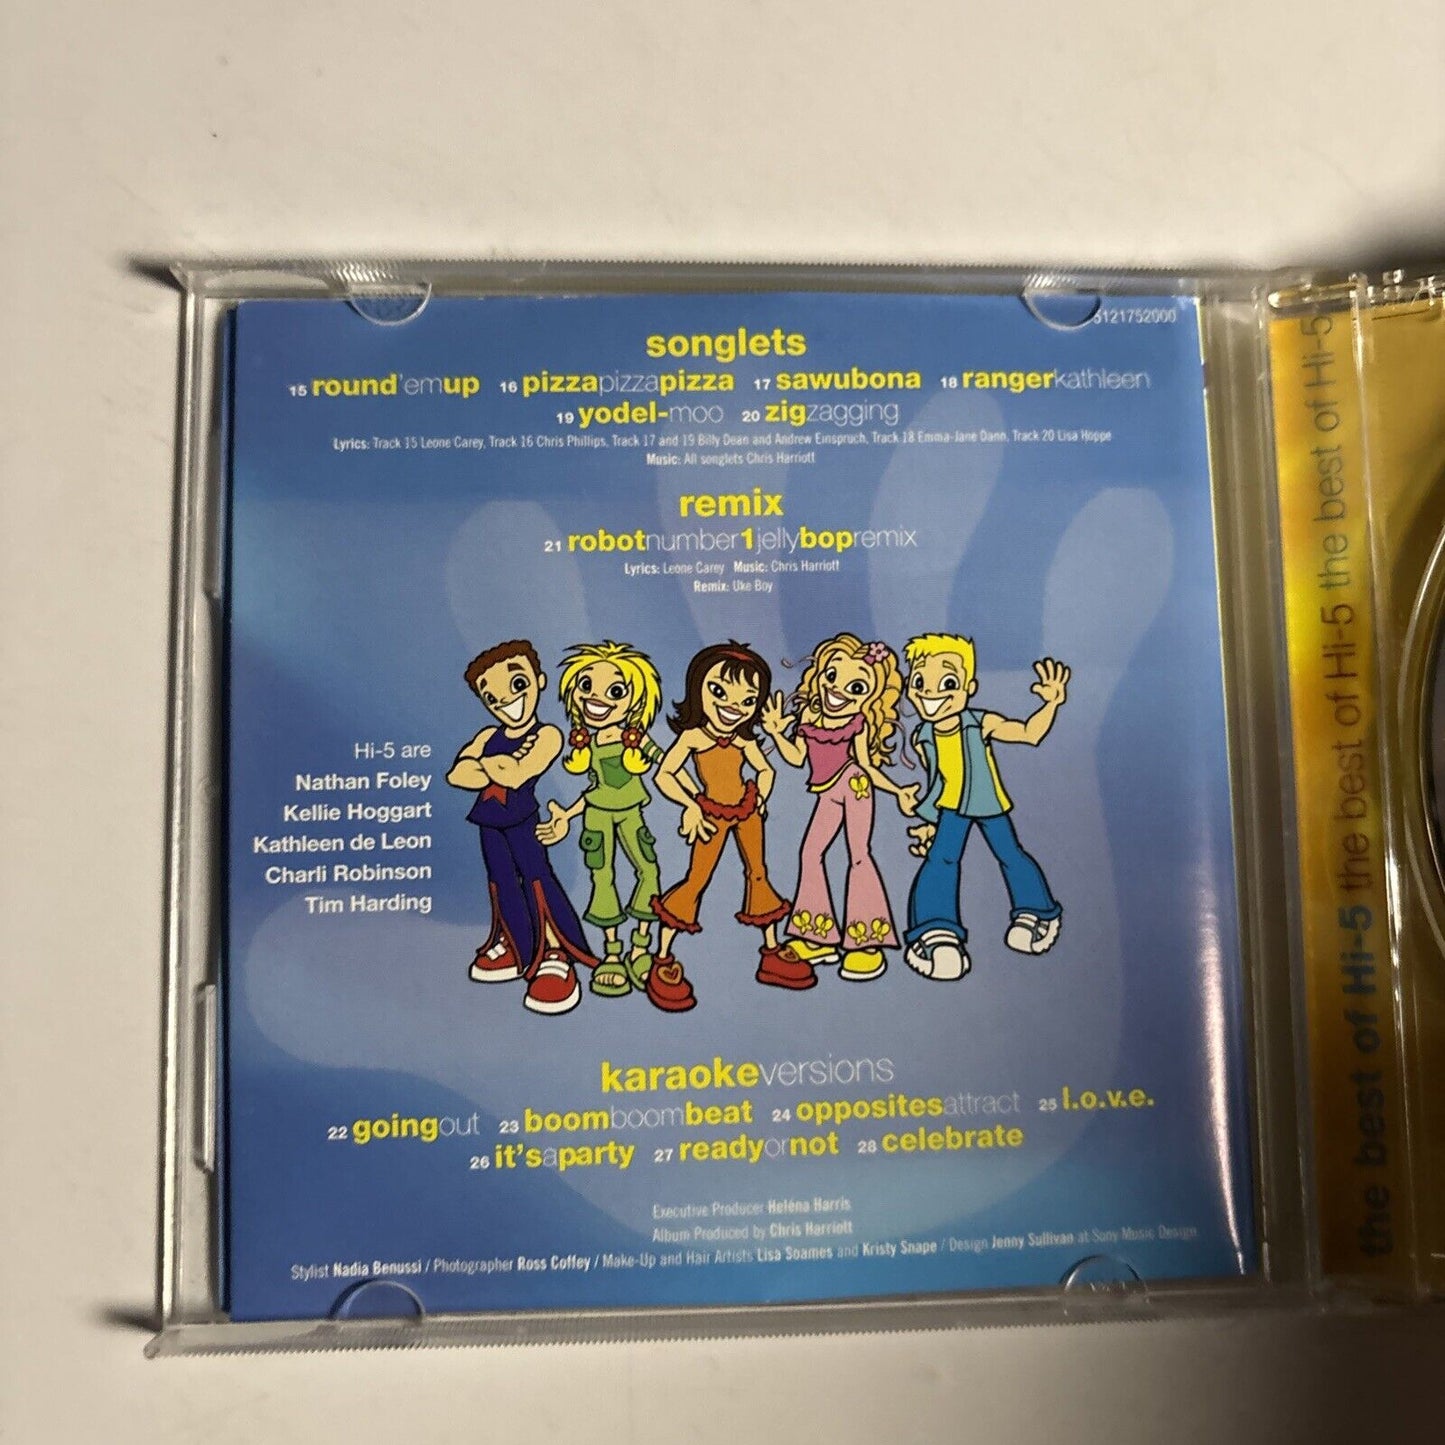 5121752000
songlets
15 round'emup 16 pizzapizzapizza 17 sawubona 18 rangerkathleen
19 yodel-moo 20 zigzagging
Lyrics: Track 15 Leone Carey, Track 16 Chris Phillips, Track 17 and 19 Billy Dean and Andrew Einspruch, Track 18 Emma-Jane Dann, Track 20 Lisa Hoppe
Music: All songlets Chris Harriott
remix
21 robotnumber1jellybopremix
Lyrics: Leone Carey Music: Chris Harriott
Remix: Uke Boy
Hi-5 are
Nathan Foley
Kellie Hoggart
Kathleen de Leon
Charli Robinson
Tim Harding
karaokeversions
22 goingout 23 boomboombeat 24 oppositesattract 25 l.o.v.e.
26 it'saparty 27 readyornot 28 celebrate
Executive Producer Heléna Harris
Album Produced by Chris Harriott
Stylist Nadia Benussi / Photographer Ross Coffey / Make-Up and Hair Artists Lisa Soames and Kristy Snape / Design Jenny Sullivan at Sony Music Design
the best of Hi-5 the best of Hi-5 the best of Hi-5